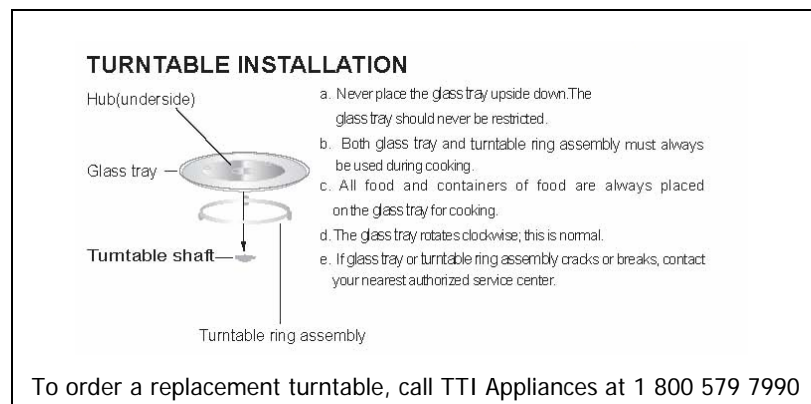 TURNTABLE INSTALLATION
Hub(underside)
Glass tray
Turntable shaft
Turntable ring assembly
a. Never place the glass tray upside down.The
glass tray should never be restricted.
b. Both glass tray and turntable ring assembly must always
be used during cooking.
c. All food and containers of food are always placed
on the glass tray for cooking.
d. The glass tray rotates clockwise; this is normal.
e. If glass tray or turntable ring assembly cracks or breaks, contact
your nearest authorized service center.
To order a replacement turntable, call TTI Appliances at 1 800 579 7990